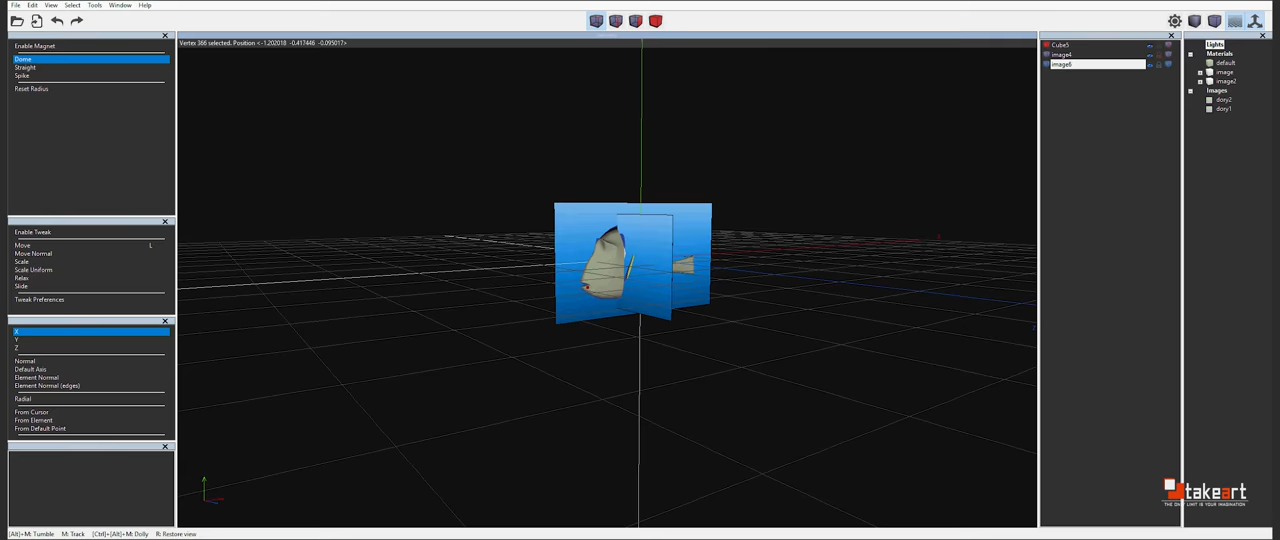 File Edit View Select Tools Window Help
Enable Magnet
Dome
Straight
Spike
Reset Radius
Enable Tweak
Move L
Move Normal
Scale
Scale Uniform
Relax
Slide
Tweak Preferences
X
Y
Z
Normal
Default Axis
Element Normal
Element Normal (edges)
Radial
From Cursor
From Element
From Default Point
Vertex 366 selected. Position <-1.202018 -0.417446 -0.095017>
Cube5
image4
image6
Lights
Materials
default
image
image2
Images
dory2
dory1
takeart
THE ONLY LIMIT IS YOUR IMAGINATION
[Alt]+M: Tumble M: Track [Ctrl]+[Alt]+M: Dolly R: Restore view